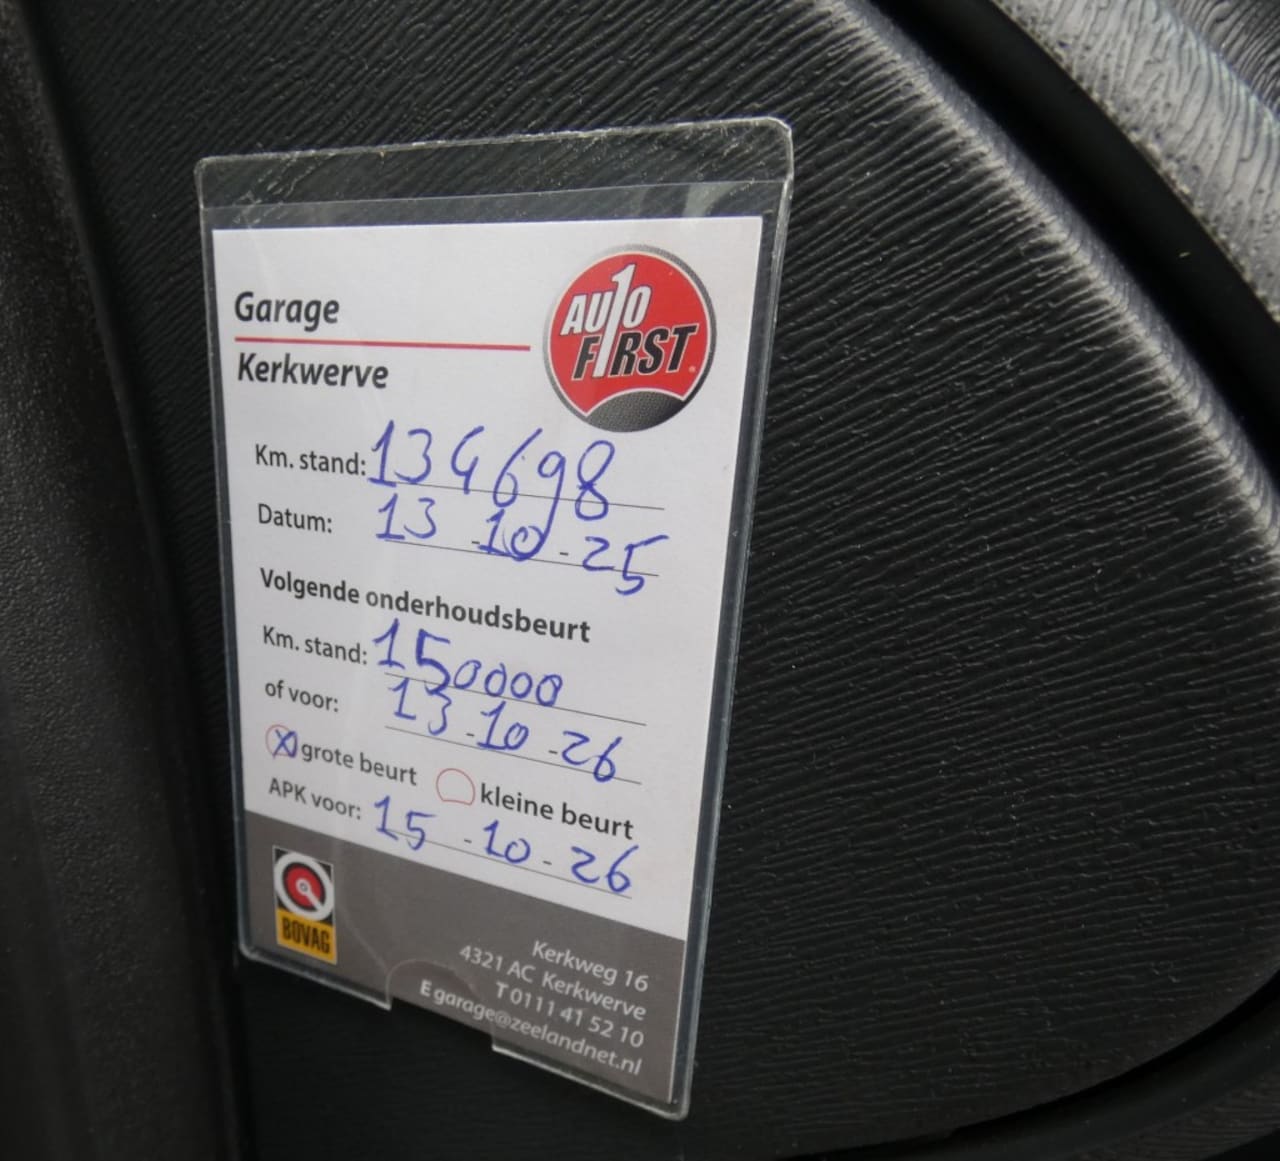 Garage
Kerkwerve
AUTO
FIRST
Km. stand: 134698
Datum: 13-10-25
Volgende onderhoudsbeurt
Km. stand: 150000
of voor: 13-10-26
X grote beurt kleine beurt
APK voor: 15-10-26
BOVAG
Kerkweg 16
4321 AC Kerkwerve
T 0111 41 52 10
E garage@zeelandnet.nl